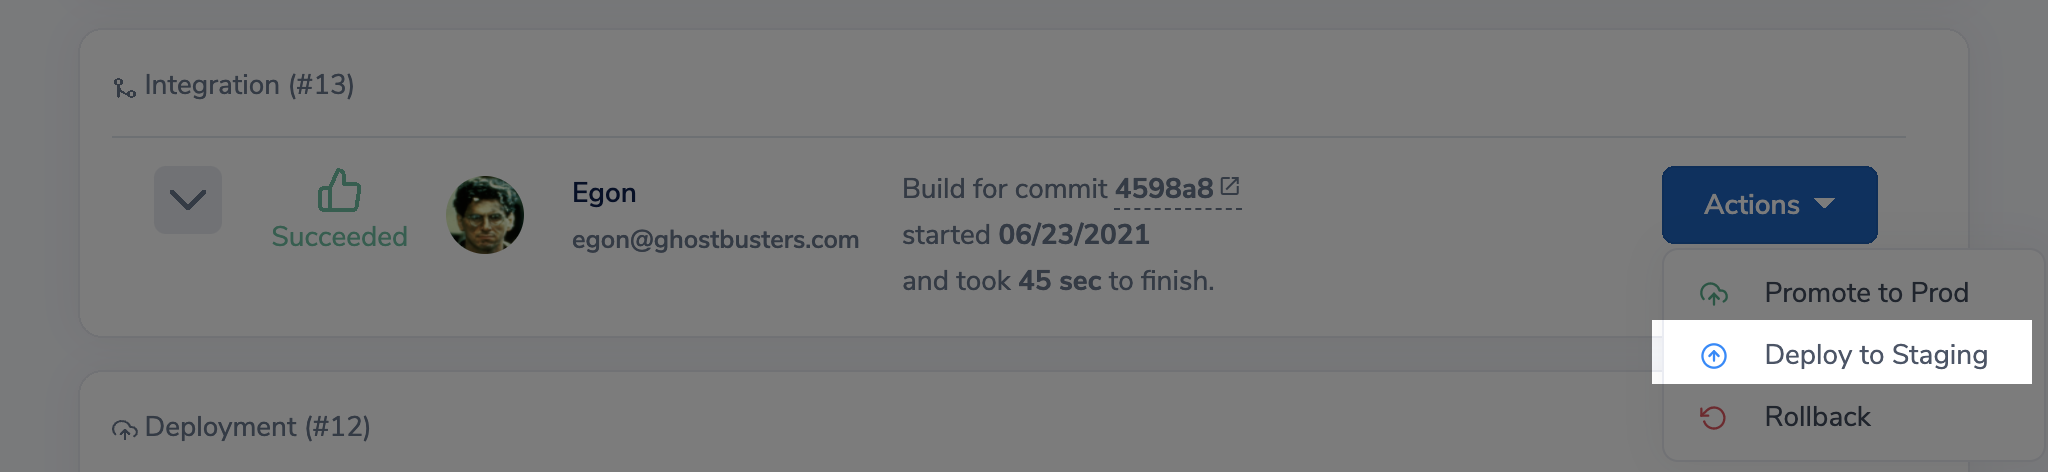 Integration (#13)
Succeeded
Egon
egon@ghostbusters.com
Build for commit 4598a8
started 06/23/2021
and took 45 sec to finish.
Actions
Promote to Prod
Deploy to Staging
Rollback
Deployment (#12)